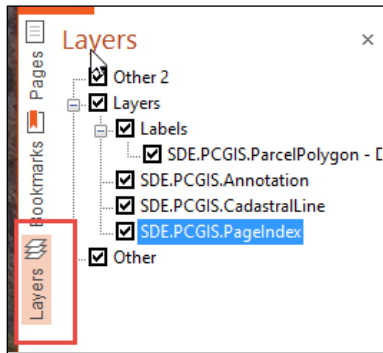 Layers
Other 2
Layers
Labels
SDE.PCGIS.ParcelPolygon - D
SDE.PCGIS.Annotation
SDE.PCGIS.CadastralLine
SDE.PCGIS.PageIndex
Other
Pages
Bookmarks
Layers